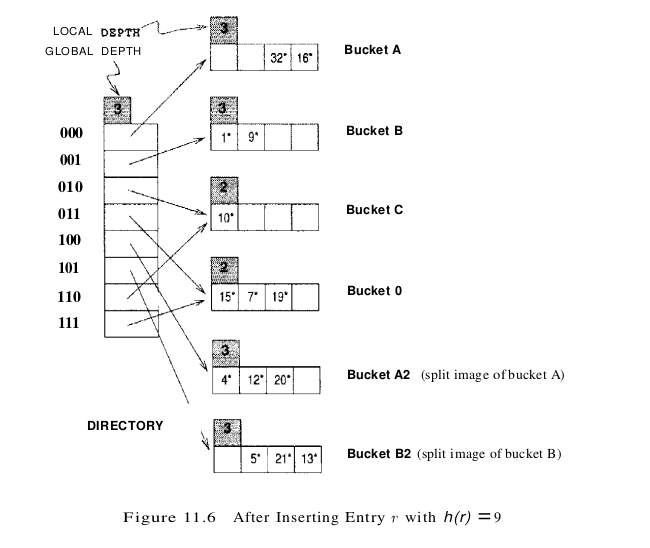 3
LOCAL DEPTH
GLOBAL DEPTH
32* 16*
Bucket A
3
3
000
1* 9*
Bucket B
001
010
2
011
10*
Bucket C
100
101
2
110
15* 7* 19*
Bucket 0
111
3
4* 12* 20*
Bucket A2 (split image of bucket A)
DIRECTORY
3
5* 21* 13*
Bucket B2 (split image of bucket B)
Figure 11.6 After Inserting Entry r with h(r) = 9